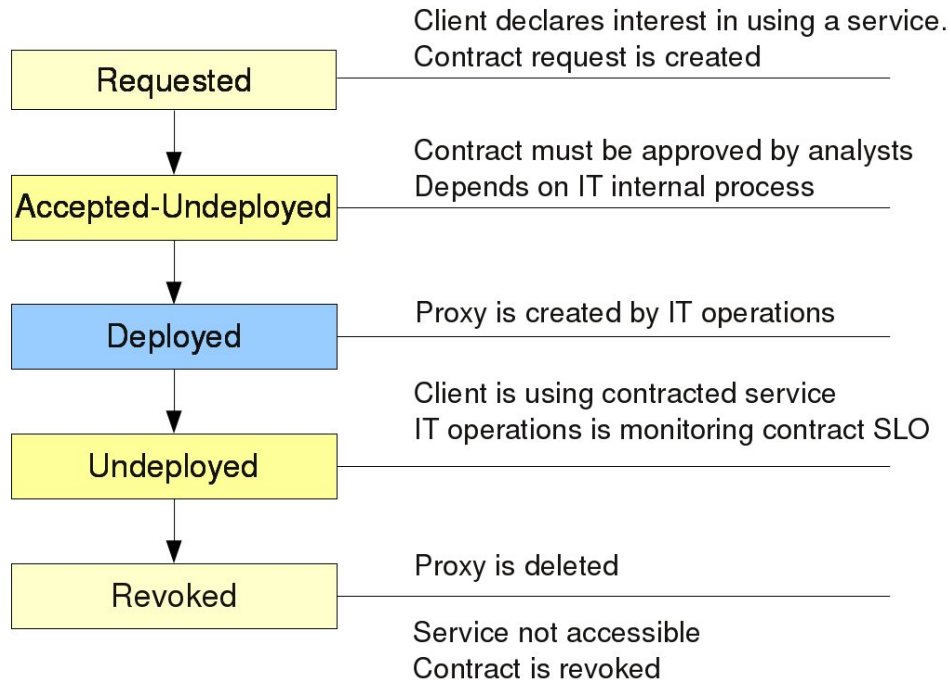 Client declares interest in using a service.
Contract request is created
Requested
Contract must be approved by analysts
Depends on IT internal process
Accepted-Undeployed
Proxy is created by IT operations
Deployed
Client is using contracted service
IT operations is monitoring contract SLO
Undeployed
Proxy is deleted
Revoked
Service not accessible
Contract is revoked